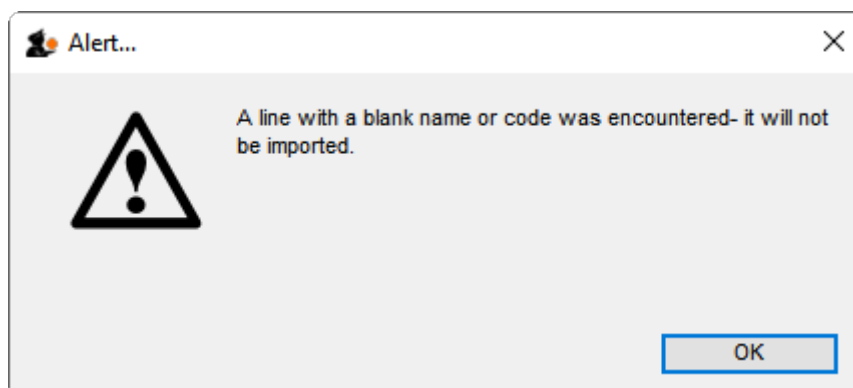 Alert...
A line with a blank name or code was encountered- it will not
be imported.
OK